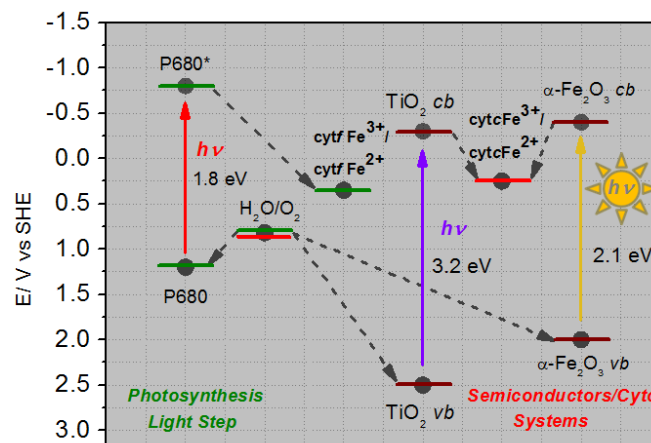 -1.5
-1.0
-0.5
0.0
0.5
1.0
1.5
2.0
2.5
3.0
E/ V vs SHE
P680*
hν
1.8 eV
P680
H₂O/O₂
cytf Fe³⁺/
cytf Fe²⁺
TiO₂ cb
hν
3.2 eV
TiO₂ vb
cytcFe³⁺/
cytcFe²⁺
α-Fe₂O₃ cb
hν
2.1 eV
α-Fe₂O₃ vb
Photosynthesis
Light Step
Semiconductors/Cytc
Systems